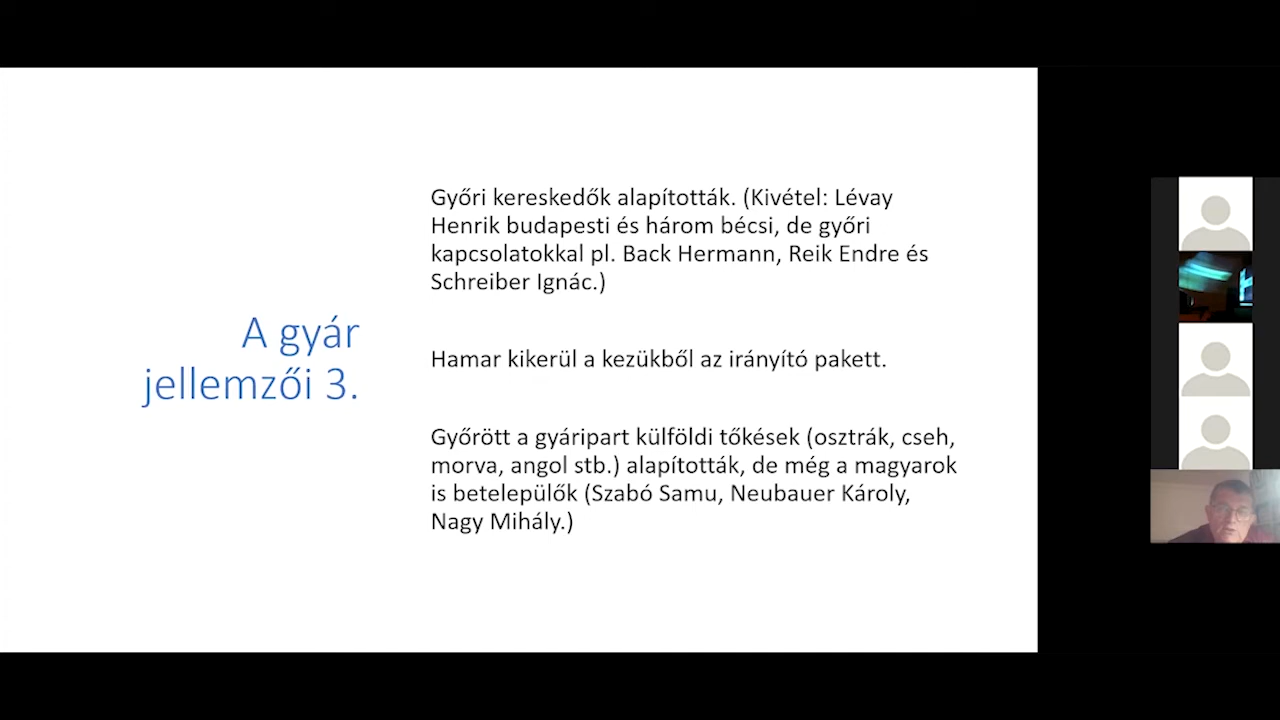 A gyár
jellemzői 3.
Győri kereskedők alapították. (Kivétel: Lévay
Henrik budapesti és három bécsi, de győri
kapcsolatokkal pl. Back Hermann, Reik Endre és
Schreiber Ignác.)
Hamar kikerül a kezükből az irányító pakett.
Győrött a gyáripart külföldi tőkések (osztrák, cseh,
morva, angol stb.) alapították, de még a magyarok
is betelepülők (Szabó Samu, Neubauer Károly,
Nagy Mihály.)